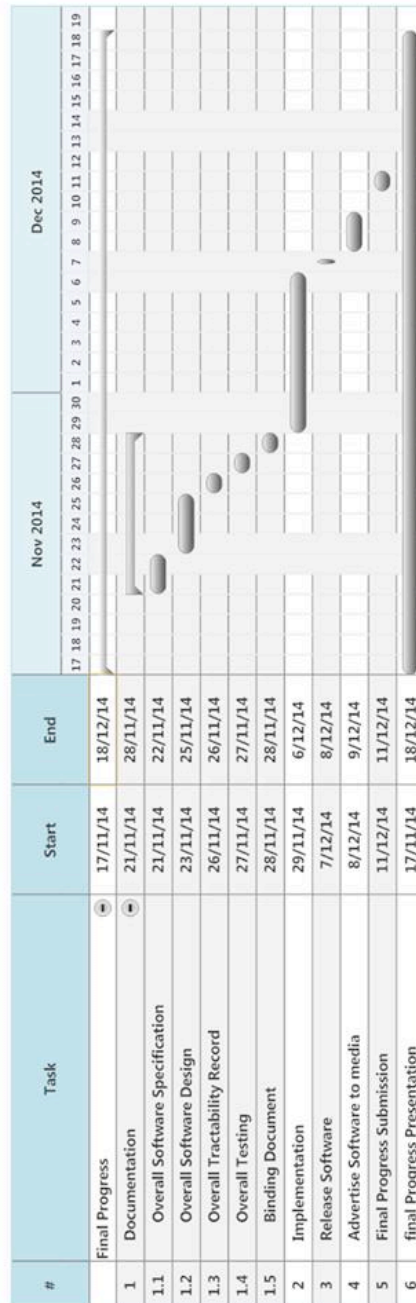 # Task Start End Nov 2014 Dec 2014
17 18 19 20 21 22 23 24 25 26 27 28 29 30 1 2 3 4 5 6 7 8 9 10 11 12 13 14 15 16 17 18 19
Final Progress 17/11/14 18/12/14
1 Documentation 21/11/14 28/11/14
1.1 Overall Software Specification 21/11/14 22/11/14
1.2 Overall Software Design 23/11/14 25/11/14
1.3 Overall Tractability Record 26/11/14 26/11/14
1.4 Overall Testing 27/11/14 27/11/14
1.5 Binding Document 28/11/14 28/11/14
2 Implementation 29/11/14 6/12/14
3 Release Software 7/12/14 8/12/14
4 Advertise Software to media 8/12/14 9/12/14
5 Final Progress Submission 11/12/14 11/12/14
6 final Progress Presentation 17/11/14 18/12/14